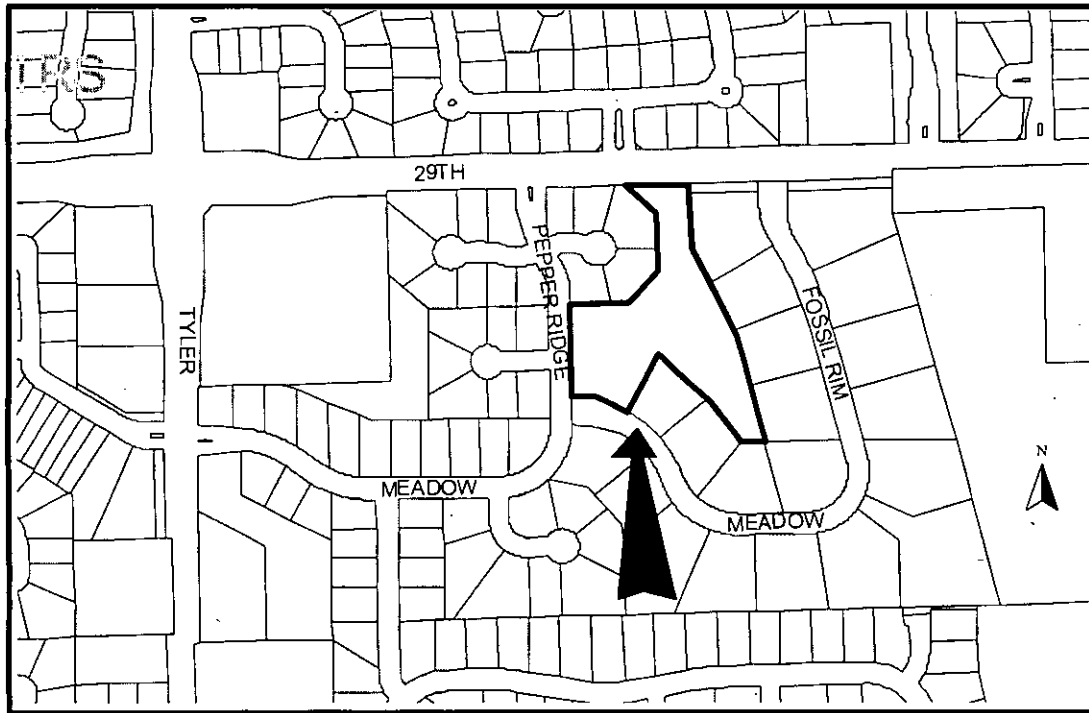 29TH
PEPPER RIDGE
TYLER
FOSSIL RIM
MEADOW
MEADOW
N